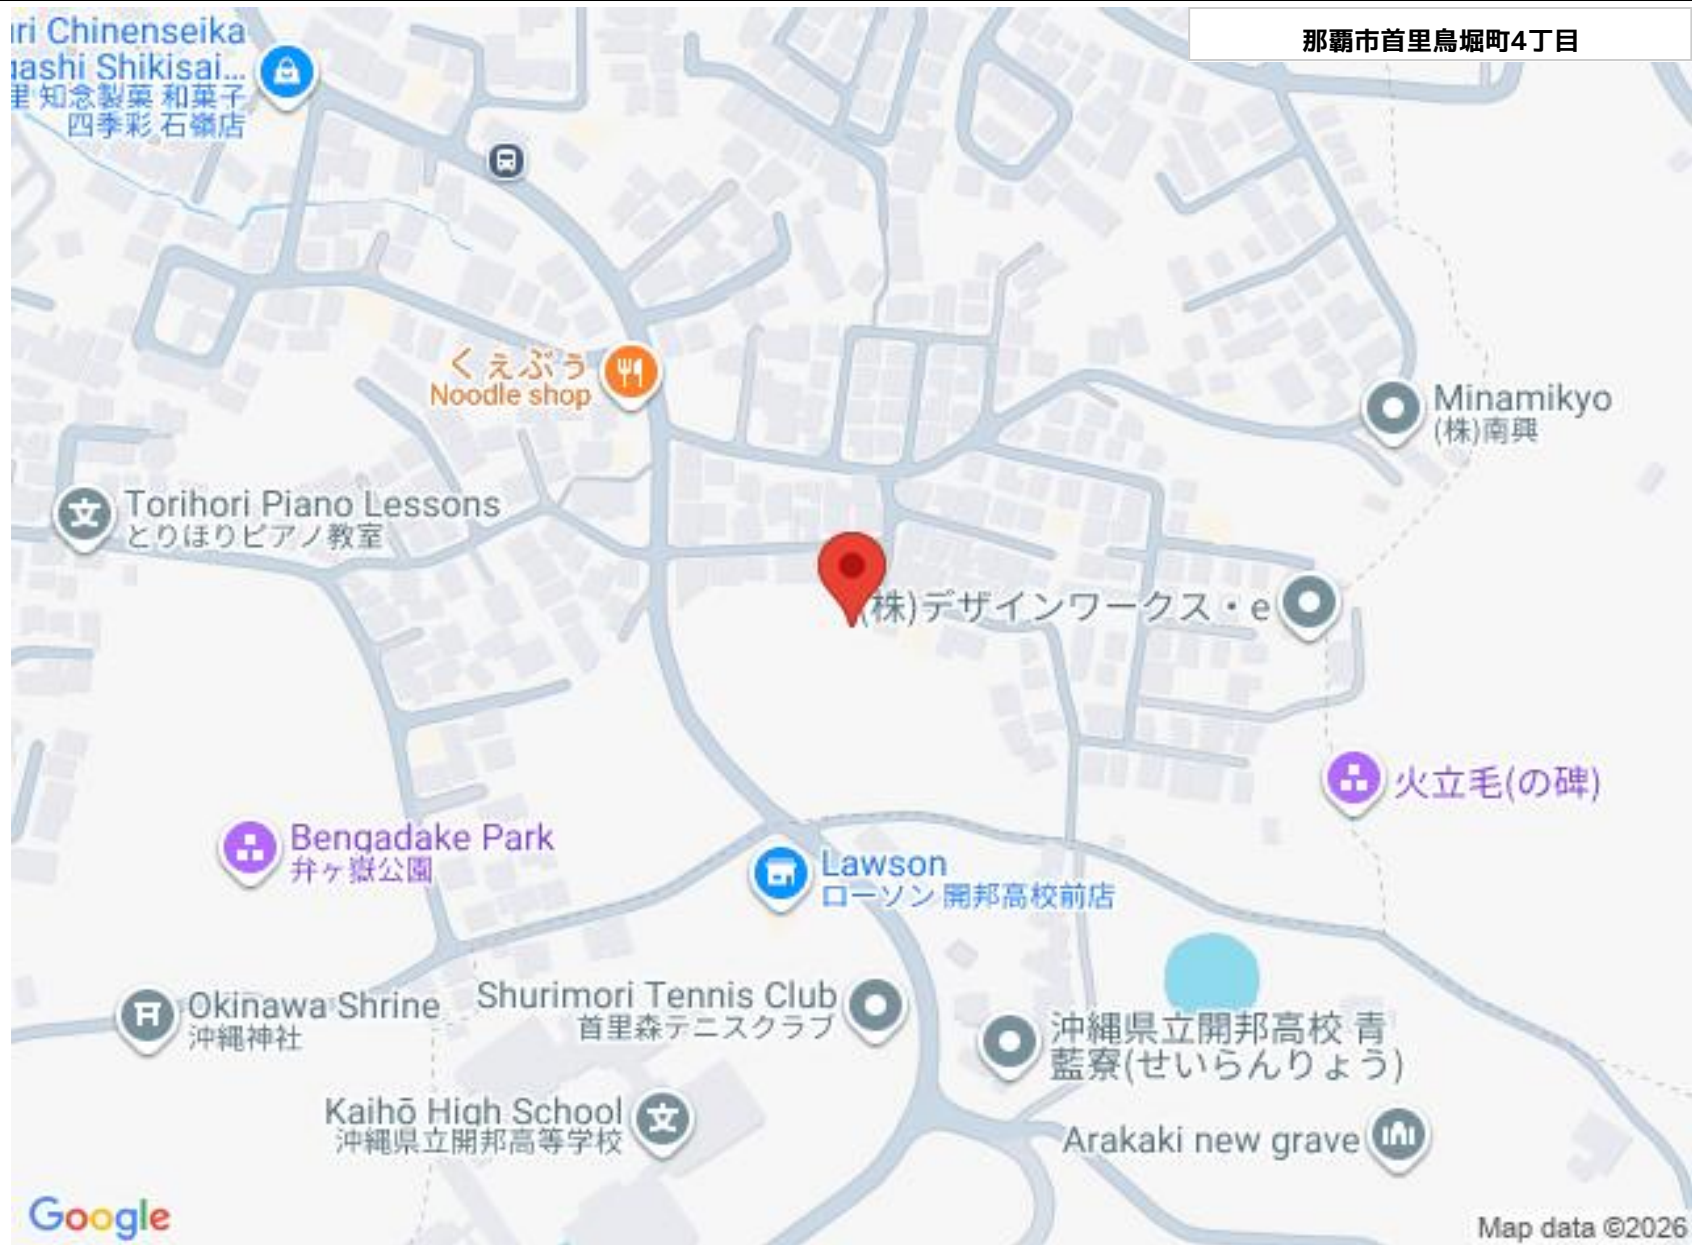 那覇市首里鳥堀町4丁目
uri Chinenseika
gashi Shikisai...
里 知念製菓 和菓子
四季彩 石嶺店
くぇぶぅ
Noodle shop
Minamikyo
(株)南興
Torihori Piano Lessons
とりほりピアノ教室
(株)デザインワークス・e
火立毛(の碑)
Bengadake Park
弁ヶ嶽公園
Lawson
ローソン 開邦高校前店
Okinawa Shrine
沖縄神社
Shurimori Tennis Club
首里森テニスクラブ
沖縄県立開邦高校 青
藍寮(せいらんりょう)
Kaihō High School
沖縄県立開邦高等学校
Arakaki new grave
Google
Map data ©2026